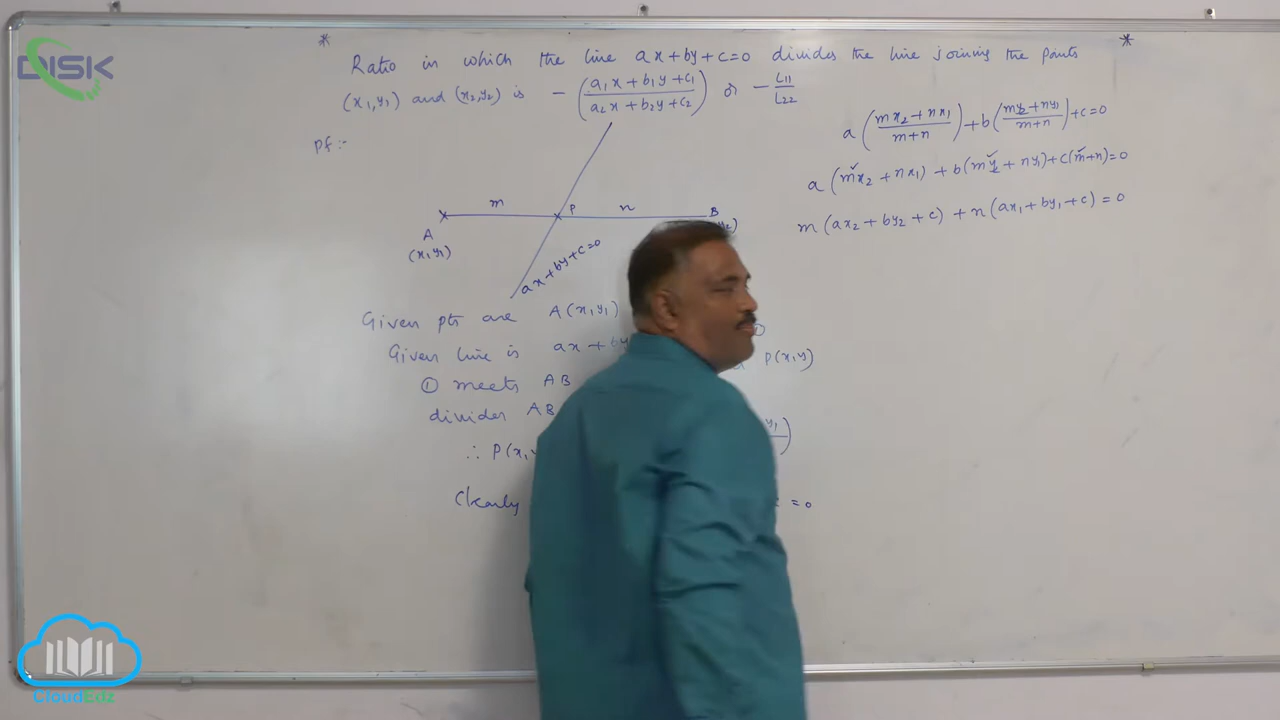 DISK
* *
Ratio in which the line ax + by + c = 0 divides the line joining the points
(x₁, y₁) and (x₂, y₂) is − (a₁x + b₁y + c₁ / a₂x + b₂y + c₂) or − L₁₁ / L₂₂
Pf :-
m P n B
A
(x₁, y₁)
ax + by + c = 0
Given pts are A(x₁, y₁)
Given line is ax + by
① meets AB P(x, y)
divides AB
∴ P(x, y
Clearly = 0
a (mx₂ + nx₁ / m+n) + b (my₂ + ny₁ / m+n) + c = 0
a (mx₂ + nx₁) + b (my₂ + ny₁) + c (m+n) = 0
m (ax₂ + by₂ + c) + n (ax₁ + by₁ + c) = 0
CloudEdz